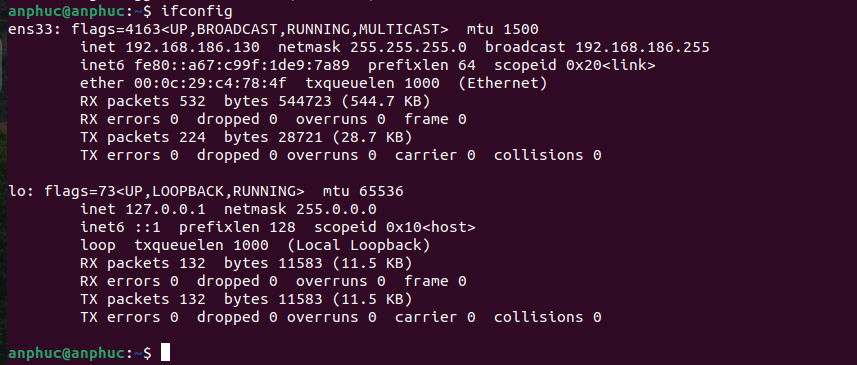 anphuc@anphuc:~$ ifconfig
ens33: flags=4163<UP,BROADCAST,RUNNING,MULTICAST>  mtu 1500
        inet 192.168.186.130  netmask 255.255.255.0  broadcast 192.168.186.255
        inet6 fe80::a67:c99f:1de9:7a89  prefixlen 64  scopeid 0x20<link>
        ether 00:0c:29:c4:78:4f  txqueuelen 1000  (Ethernet)
        RX packets 532  bytes 544723 (544.7 KB)
        RX errors 0  dropped 0  overruns 0  frame 0
        TX packets 224  bytes 28721 (28.7 KB)
        TX errors 0  dropped 0 overruns 0  carrier 0  collisions 0

lo: flags=73<UP,LOOPBACK,RUNNING>  mtu 65536
        inet 127.0.0.1  netmask 255.0.0.0
        inet6 ::1  prefixlen 128  scopeid 0x10<host>
        loop  txqueuelen 1000  (Local Loopback)
        RX packets 132  bytes 11583 (11.5 KB)
        RX errors 0  dropped 0  overruns 0  frame 0
        TX packets 132  bytes 11583 (11.5 KB)
        TX errors 0  dropped 0 overruns 0  carrier 0  collisions 0

anphuc@anphuc:~$